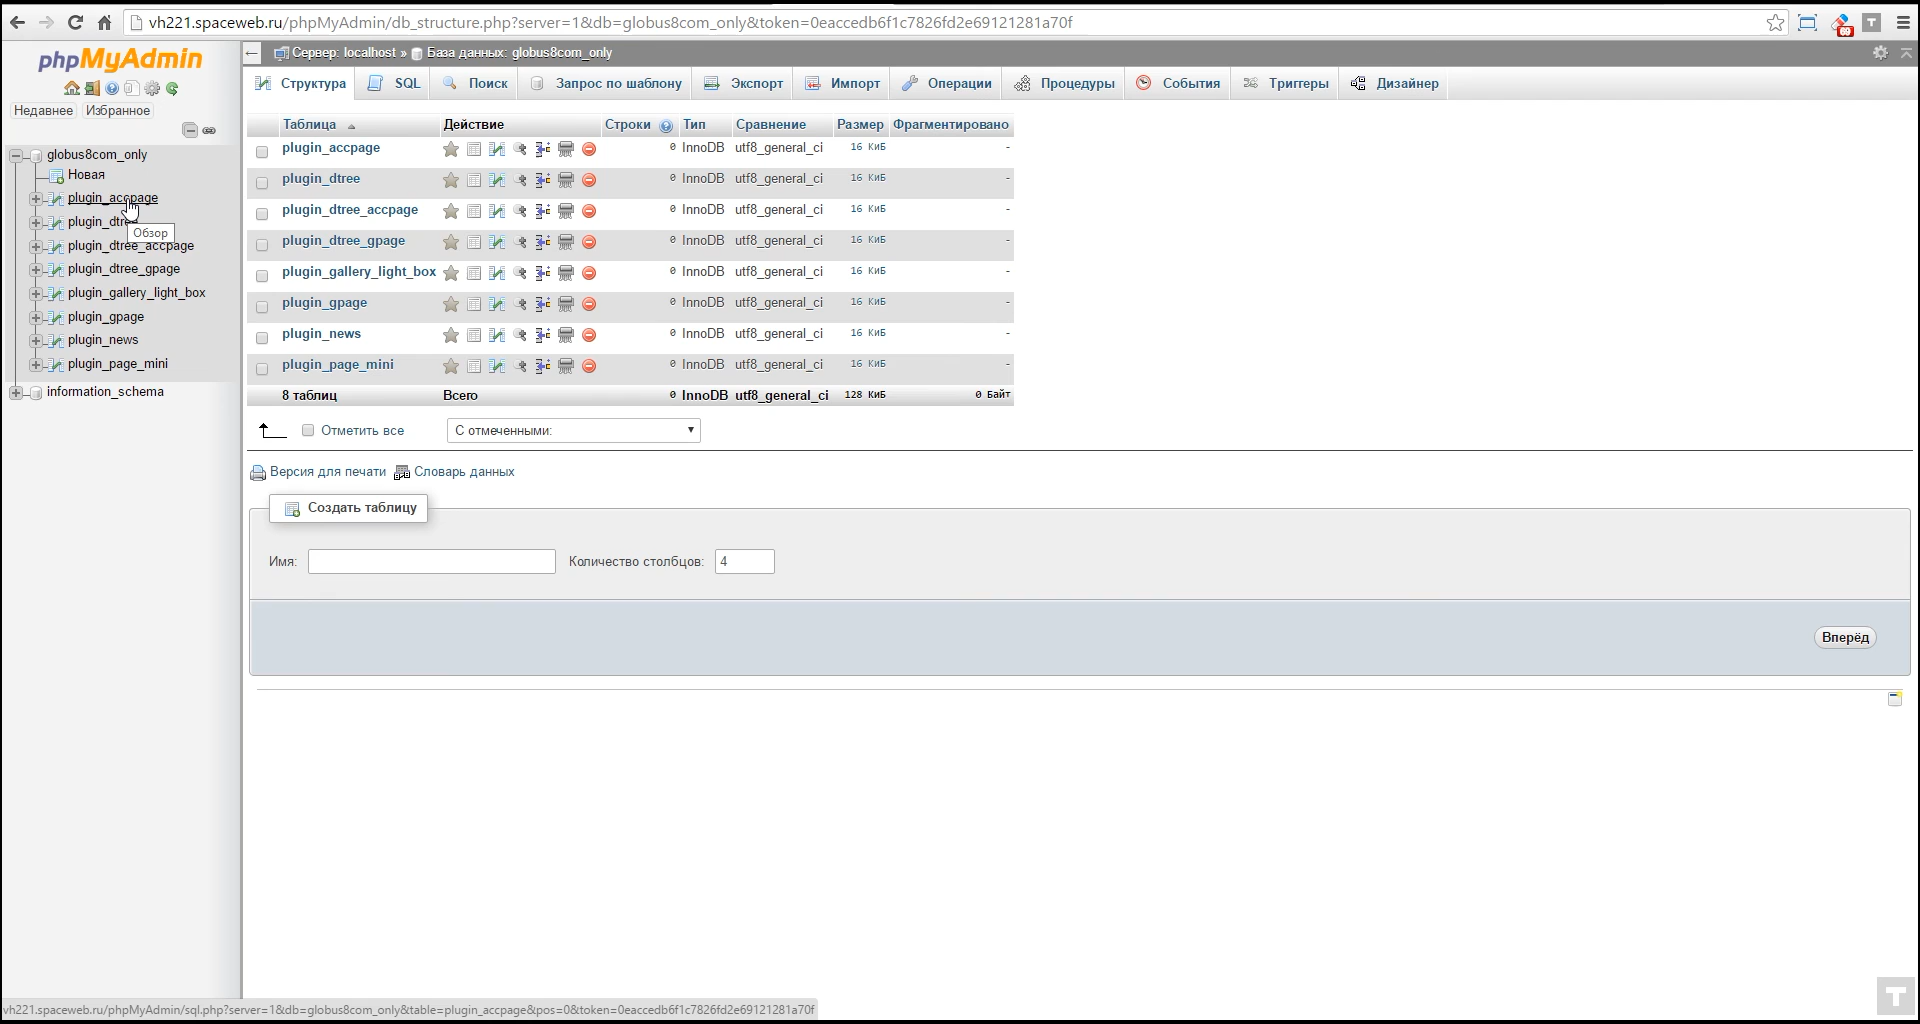 vh221.spaceweb.ru/phpMyAdmin/db_structure.php?server=1&db=globus8com_only&token=0eaccedb6f1c7826fd2e69121281a70f
69
T
phpMyAdmin
Недавнее Избранное
globus8com_only
Новая
plugin_accpage
plugin_dtree
Обзор
plugin_dtree_accpage
plugin_dtree_gpage
plugin_gallery_light_box
plugin_gpage
plugin_news
plugin_page_mini
information_schema
Сервер: localhost » База данных: globus8com_only
Структура SQL Поиск Запрос по шаблону Экспорт Импорт Операции Процедуры События Триггеры Дизайнер
Таблица Действие Строки Тип Сравнение Размер Фрагментировано
plugin_accpage 0 InnoDB utf8_general_ci 16 КиБ -
plugin_dtree 0 InnoDB utf8_general_ci 16 КиБ -
plugin_dtree_accpage 0 InnoDB utf8_general_ci 16 КиБ -
plugin_dtree_gpage 0 InnoDB utf8_general_ci 16 КиБ -
plugin_gallery_light_box 0 InnoDB utf8_general_ci 16 КиБ -
plugin_gpage 0 InnoDB utf8_general_ci 16 КиБ -
plugin_news 0 InnoDB utf8_general_ci 16 КиБ -
plugin_page_mini 0 InnoDB utf8_general_ci 16 КиБ -
8 таблиц Всего 0 InnoDB utf8_general_ci 128 КиБ 0 Байт
Отметить все С отмеченными:
Версия для печати Словарь данных
Создать таблицу
Имя: Количество столбцов: 4
Вперёд
T
vh221.spaceweb.ru/phpMyAdmin/sql.php?server=1&db=globus8com_only&table=plugin_accpage&pos=0&token=0eaccedb6f1c7826fd2e69121281a70f